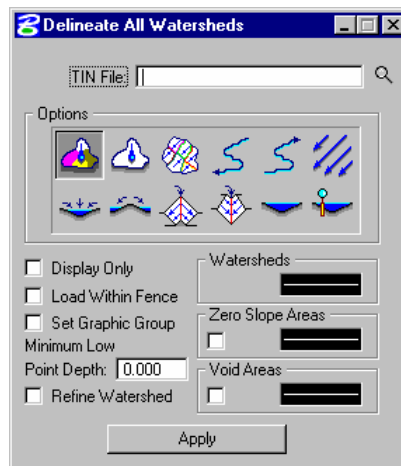 Delineate All Watersheds
TIN File:
Options
Display Only
Load Within Fence
Set Graphic Group
Minimum Low
Point Depth: 0.000
Refine Watershed
Watersheds
Zero Slope Areas
Void Areas
Apply